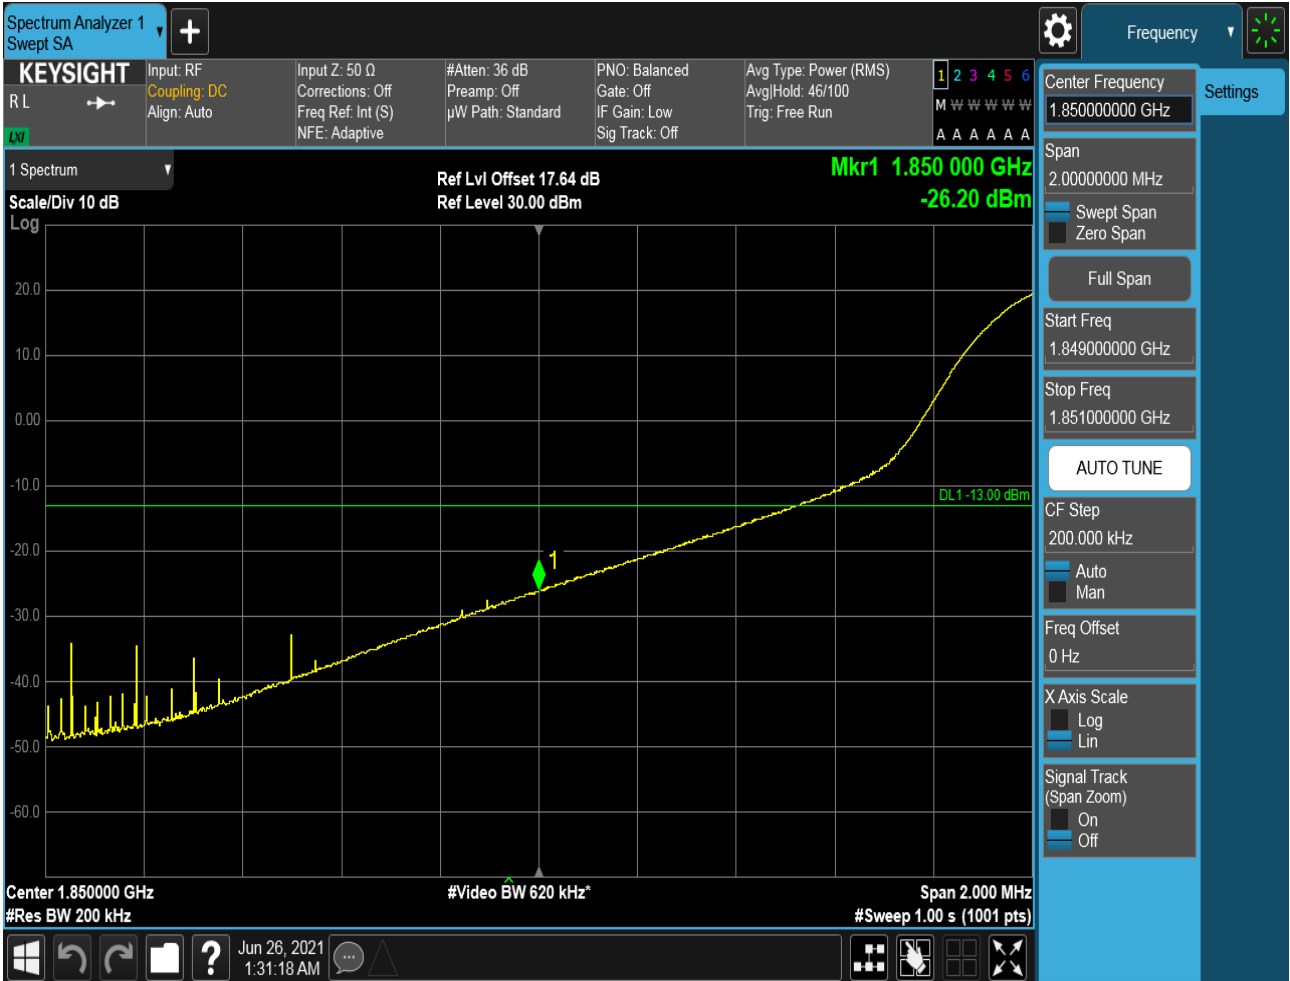 Spectrum Analyzer 1
Swept SA
Frequency
KEYSIGHT
R L
LXI
Input: RF
Coupling: DC
Align: Auto
Input Z: 50 Ω
Corrections: Off
Freq Ref: Int (S)
NFE: Adaptive
#Atten: 36 dB
Preamp: Off
µW Path: Standard
PNO: Balanced
Gate: Off
IF Gain: Low
Sig Track: Off
Avg Type: Power (RMS)
Avg|Hold: 46/100
Trig: Free Run
1 2 3 4 5 6
M W W W W W
A A A A A A
1 Spectrum
Scale/Div 10 dB
Log
Ref Lvl Offset 17.64 dB
Ref Level 30.00 dBm
Mkr1 1.850 000 GHz
-26.20 dBm
20.0
10.0
0.00
-10.0
-20.0
-30.0
-40.0
-50.0
-60.0
DL1 -13.00 dBm
1
Center 1.850000 GHz
#Res BW 200 kHz
#Video BW 620 kHz*
Span 2.000 MHz
#Sweep 1.00 s (1001 pts)
Jun 26, 2021
1:31:18 AM
Center Frequency
1.850000000 GHz
Settings
Span
2.00000000 MHz
Swept Span
Zero Span
Full Span
Start Freq
1.849000000 GHz
Stop Freq
1.851000000 GHz
AUTO TUNE
CF Step
200.000 kHz
Auto
Man
Freq Offset
0 Hz
X Axis Scale
Log
Lin
Signal Track
(Span Zoom)
On
Off